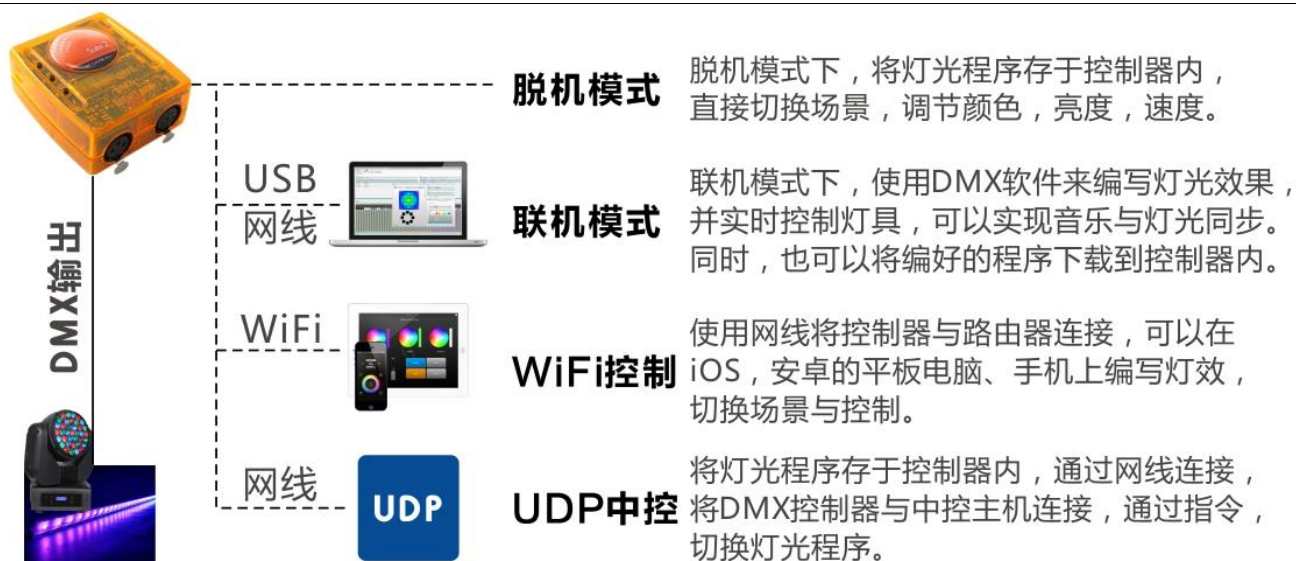 脱机模式
脱机模式下，将灯光程序存于控制器内，
直接切换场景，调节颜色，亮度，速度。
USB
网线
联机模式
联机模式下，使用DMX软件来编写灯光效果，
并实时控制灯具，可以实现音乐与灯光同步。
同时，也可以将编好的程序下载到控制器内。
DMX输出
WiFi
WiFi控制
使用网线将控制器与路由器连接，可以在
iOS，安卓的平板电脑、手机上编写灯效，
切换场景与控制。
网线
UDP
UDP中控
将灯光程序存于控制器内，通过网线连接，
将DMX控制器与中控主机连接，通过指令，
切换灯光程序。